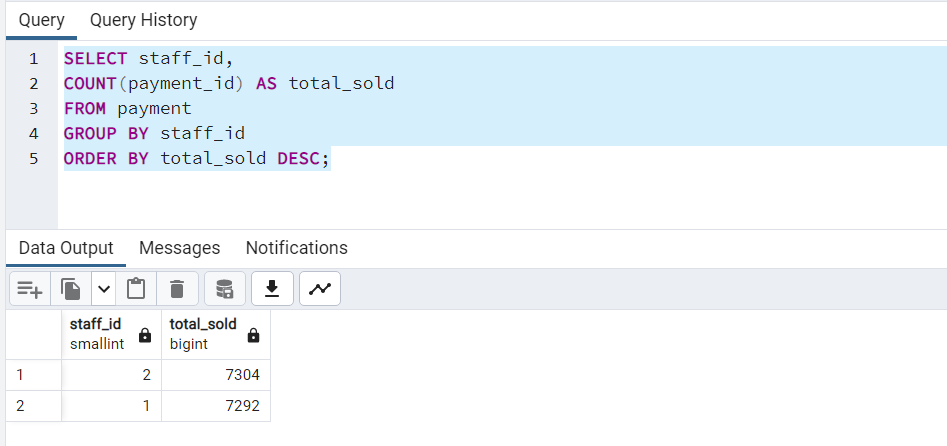 Query Query History
1 SELECT staff_id,
2 COUNT(payment_id) AS total_sold
3 FROM payment
4 GROUP BY staff_id
5 ORDER BY total_sold DESC;
Data Output Messages Notifications
staff_id total_sold
smallint bigint
1 2 7304
2 1 7292